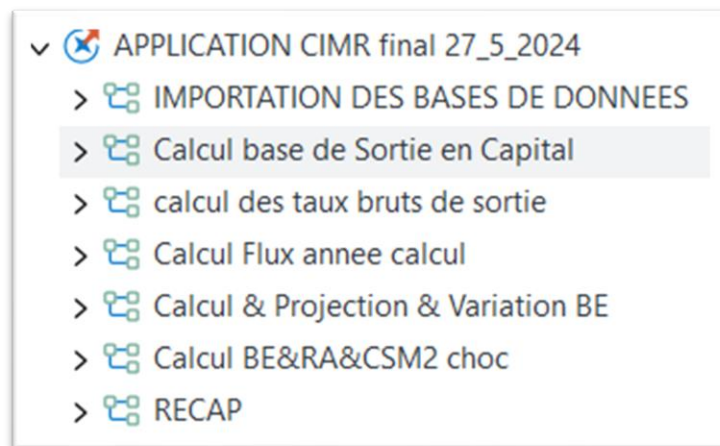 APPLICATION CIMR final 27_5_2024
IMPORTATION DES BASES DE DONNEES
Calcul base de Sortie en Capital
calcul des taux bruts de sortie
Calcul Flux annee calcul
Calcul & Projection & Variation BE
Calcul BE&RA&CSM2 choc
RECAP